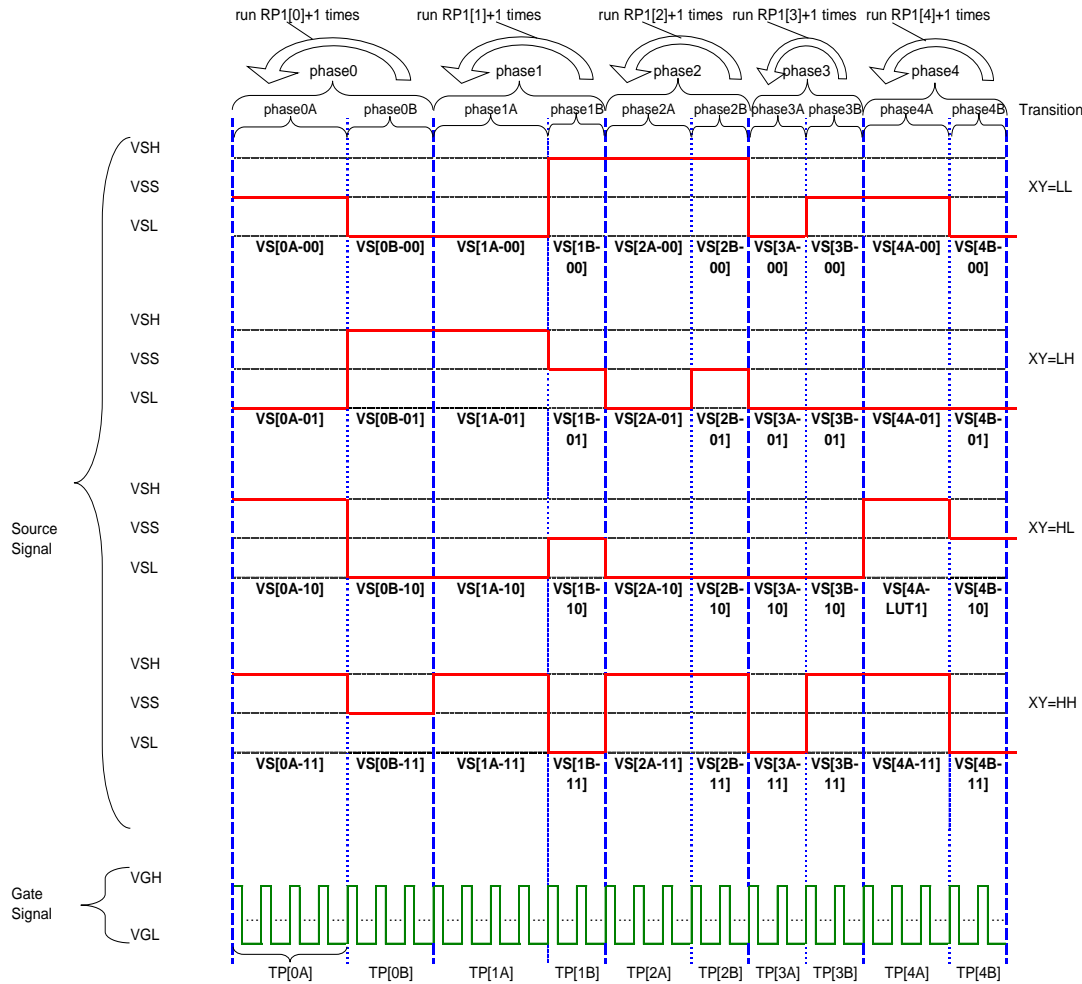 run RP1[0]+1 times run RP1[1]+1 times run RP1[2]+1 times run RP1[3]+1 times run RP1[4]+1 times
phase0 phase1 phase2 phase3 phase4
phase0A phase0B phase1A phase1B phase2A phase2B phase3A phase3B phase4A phase4B Transition
VSH
VSS XY=LL
VSL
VS[0A-00] VS[0B-00] VS[1A-00] VS[1B-00] VS[2A-00] VS[2B-00] VS[3A-00] VS[3B-00] VS[4A-00] VS[4B-00]
VSH
VSS XY=LH
VSL
VS[0A-01] VS[0B-01] VS[1A-01] VS[1B-01] VS[2A-01] VS[2B-01] VS[3A-01] VS[3B-01] VS[4A-01] VS[4B-01]
VSH
Source Signal
VSS XY=HL
VSL
VS[0A-10] VS[0B-10] VS[1A-10] VS[1B-10] VS[2A-10] VS[2B-10] VS[3A-10] VS[3B-10] VS[4A-LUT1] VS[4B-10]
VSH
VSS XY=HH
VSL
VS[0A-11] VS[0B-11] VS[1A-11] VS[1B-11] VS[2A-11] VS[2B-11] VS[3A-11] VS[3B-11] VS[4A-11] VS[4B-11]
VGH
Gate Signal
VGL
TP[0A] TP[0B] TP[1A] TP[1B] TP[2A] TP[2B] TP[3A] TP[3B] TP[4A] TP[4B]